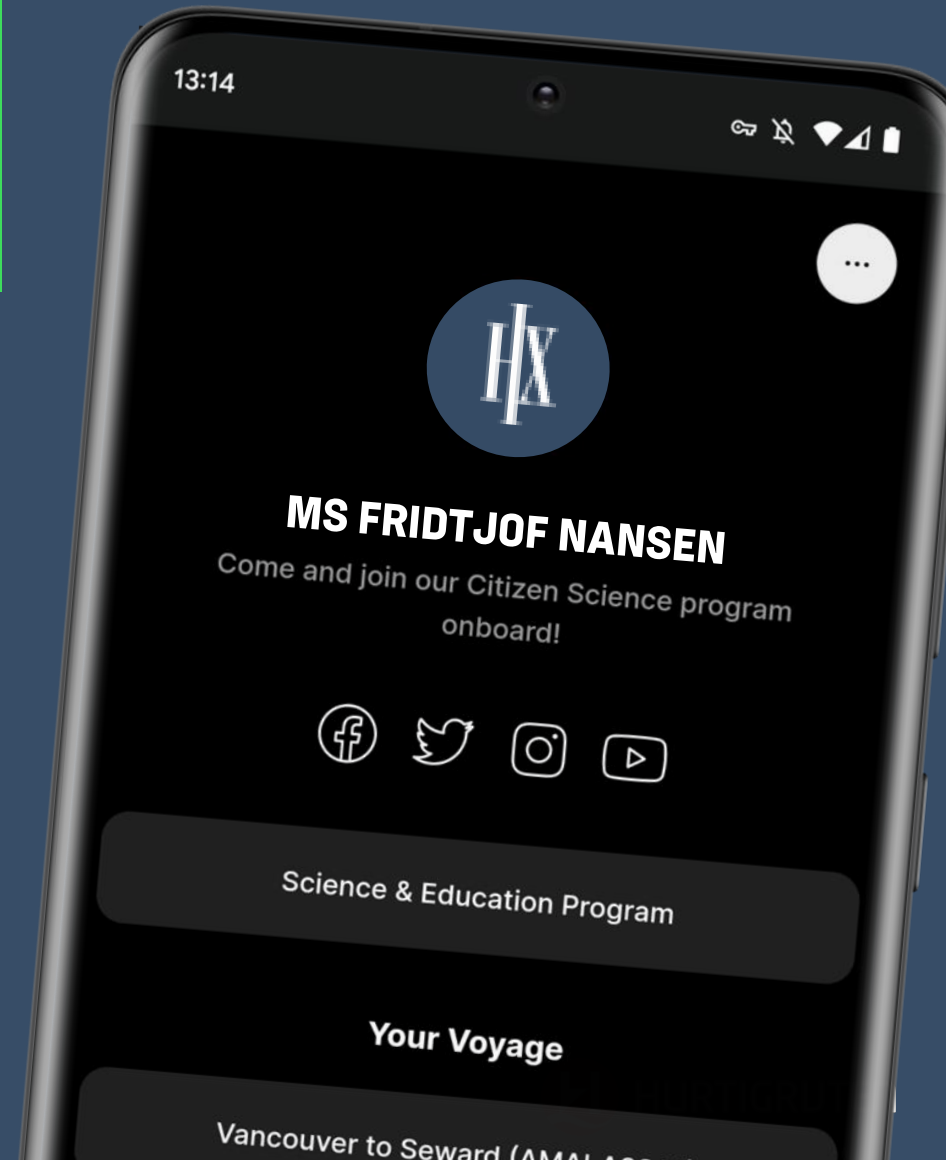 13:14
HX
MS FRIDTJOF NANSEN
Come and join our Citizen Science program
onboard!
Science & Education Program
Your Voyage
Vancouver to Seward